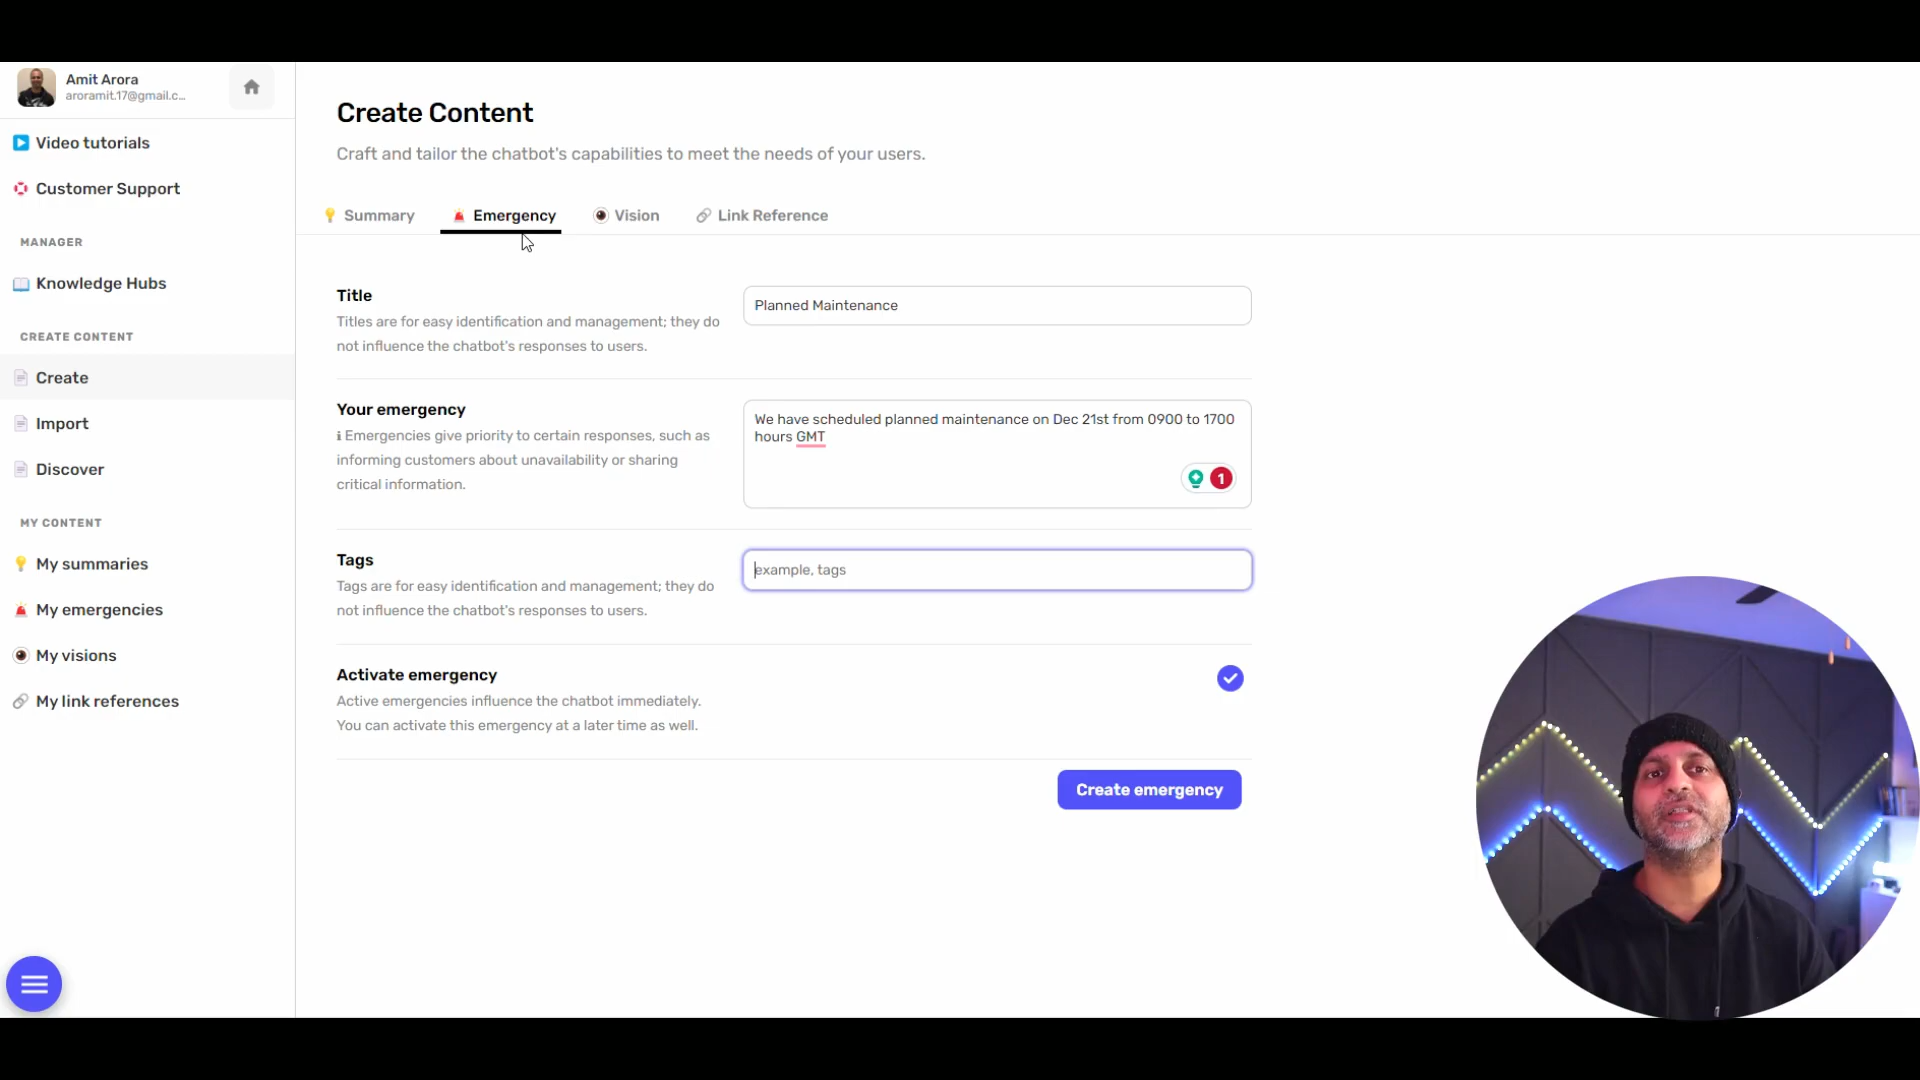 Amit Arora
aroramit.17@gmail.c...
Video tutorials
Customer Support
MANAGER
Knowledge Hubs
CREATE CONTENT
Create
Import
Discover
MY CONTENT
My summaries
My emergencies
My visions
My link references
Create Content
Craft and tailor the chatbot's capabilities to meet the needs of your users.
Summary
Emergency
Vision
Link Reference
Title
Titles are for easy identification and management; they do
not influence the chatbot's responses to users.
Planned Maintenance
Your emergency
ℹ Emergencies give priority to certain responses, such as
informing customers about unavailability or sharing
critical information.
We have scheduled planned maintenance on Dec 21st from 0900 to 1700
hours GMT
1
Tags
Tags are for easy identification and management; they do
not influence the chatbot's responses to users.
example, tags
Activate emergency
Active emergencies influence the chatbot immediately.
You can activate this emergency at a later time as well.
Create emergency